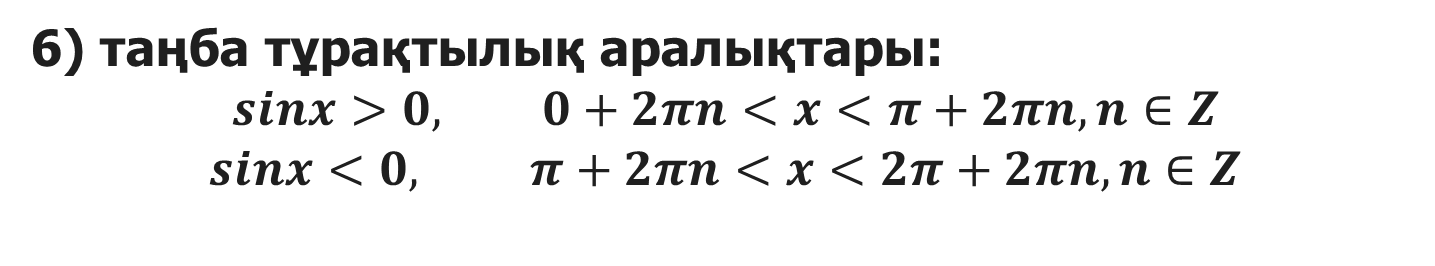 6) таңба тұрақтылық аралықтары:
sinx > 0, 0 + 2πn < x < π + 2πn, n ∈ Z
sinx < 0, π + 2πn < x < 2π + 2πn, n ∈ Z